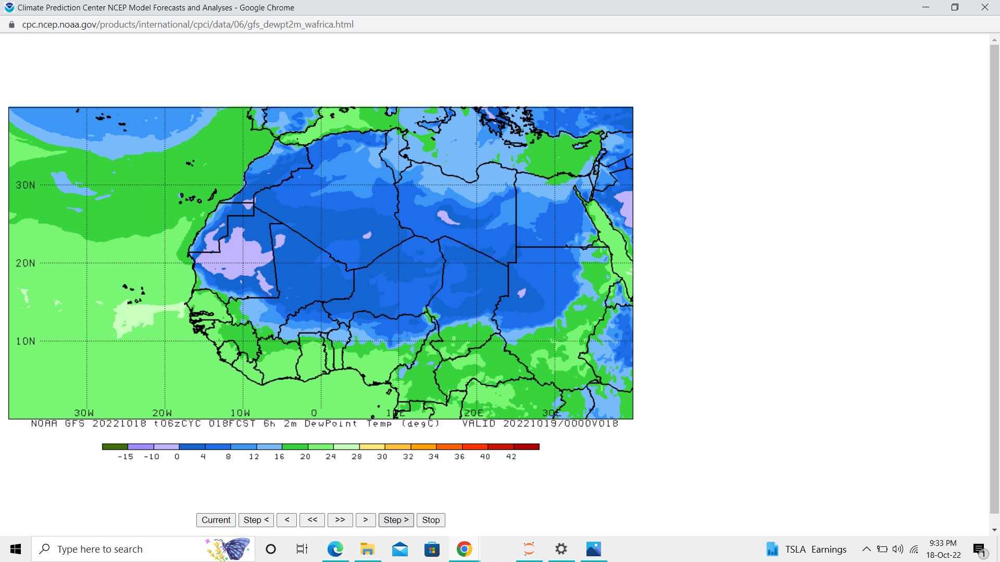 Climate Prediction Center NCEP Model Forecasts and Analyses - Google Chrome
cpc.ncep.noaa.gov/products/international/cpci/data/06/gfs_dewpt2m_wafrica.html
30N
20N
10N
30W 20W 10W 0 10E 20E 30E
NOAA GFS 20221018 t06zCYC 018FCST 6h 2m DewPoint Temp (degC) VALID 20221019/0000V018
-15 -10 0 4 8 12 16 20 24 28 30 32 34 36 40 42
Current Step < < << >> > Step > Stop
Type here to search
TSLA Earnings
9:33 PM
18-Oct-22
1